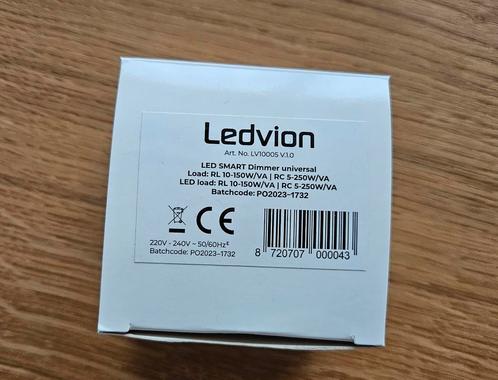 Ledvion
Art. No. LV10005 V.1.0
LED SMART Dimmer universal
Load: RL 10-150W/VA | RC 5-250W/VA
LED load: RL 10-150W/VA | RC 5-250W/VA
Batchcode: PO2023-1732
CE
220V - 240V ~ 50/60Hz
Batchcode: PO2023-1732
8 720707 000043